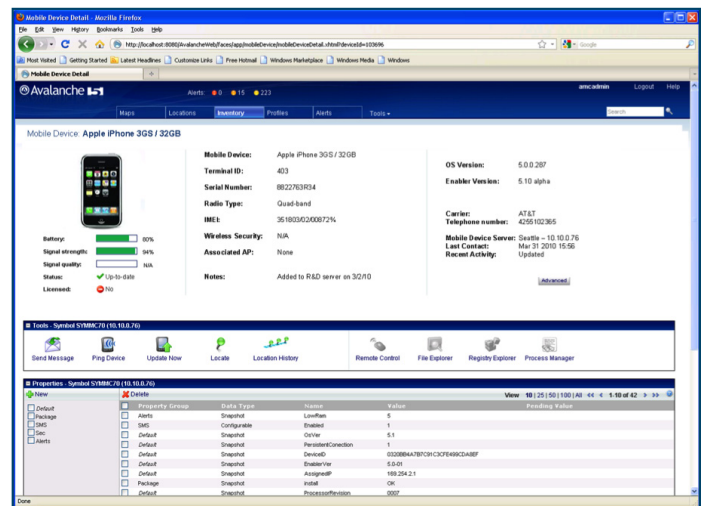 Mobile Device Detail - Mozilla Firefox
File Edit View History Bookmarks Tools Help
http://localhost:8080/AvalancheWeb/faces/app/mobileDevice/mobileDeviceDetail.xhtml?deviceId=103696
Google
Most Visited Getting Started Latest Headlines Customize Links Free Hotmail Windows Marketplace Windows Media Windows
Mobile Device Detail
Avalanche 5.1 Alerts: 0 15 223 amcadmin Logout Help
Maps Locations Inventory Profiles Alerts Tools Search
Mobile Device: Apple iPhone 3GS / 32GB
Mobile Device: Apple iPhone 3GS / 32GB
Terminal ID: 403
Serial Number: 8822763R34
Radio Type: Quad-band
IMEI: 351803/02/00872%
Wireless Security: N/A
Associated AP: None
Notes: Added to R&D server on 3/2/10
OS Version: 5.0.0.287
Enabler Version: 5.10 alpha
Carrier: AT&T
Telephone number: 4255102365
Mobile Device Server: Seattle – 10.10.0.76
Last Contact: Mar 31 2010 15:56
Recent Activity: Updated
Advanced
Battery: 80%
Signal strength: 94%
Signal quality: N/A
Status: Up-to-date
Licensed: No
Tools - Symbol SYMMC70 (10.10.0.76)
Send Message Ping Device Update Now Locate Location History Remote Control File Explorer Registry Explorer Process Manager
Properties - Symbol SYMMC70 (10.10.0.76)
New Delete View 10 | 25 | 50 | 100 | All 1-10 of 42
Default
Package
SMS
Sec
Alerts
Property Group Data Type Name Value Pending Value
Alerts Snapshot LowRam 5
SMS Configurable Enabled 1
Default Snapshot OsVer 5.1
Default Snapshot PersistentConection 1
Default Snapshot DeviceID
Default Snapshot EnablerVer 5.0-01
Default Snapshot AssignedIP 169.254.2.1
Package Snapshot install OK
Default Snapshot ProcessorRevision 0007
Done